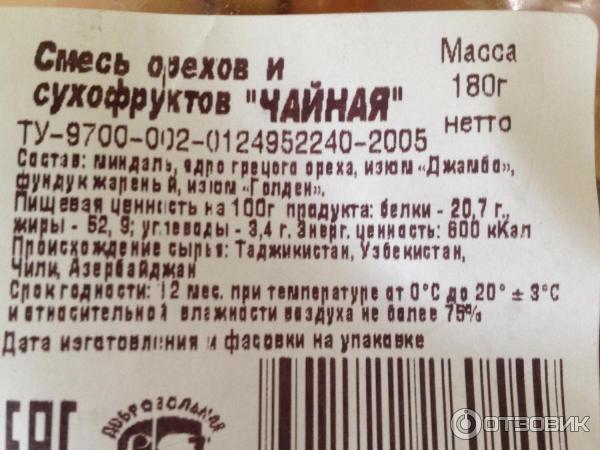 Смесь орехов и
сухофруктов "ЧАЙНАЯ"
Масса
180г
нетто
ТУ-9700-002-0124952240-2005
Состав: миндаль, ядро грецого ореха, изюм «Джамбо»,
фундук жареный, изюм «Голден».
Пищевая ценность на 100г продукта: белки - 20,7 г.,
жиры - 52, 9; углеводы - 3,4 г. Энерг. ценность: 600 кКал
Происхождение сырья: Таджикистан, Узбекистан,
Чили, Азербайджан
Срок годности: 12 мес. при температуре от 0°С до 20° ± 3°С
и относительной влажности воздуха не более 75%
Дата изготовления и фасовки на упаковке
ДОБРОВОЛЬНАЯ
ОТЗОВИК